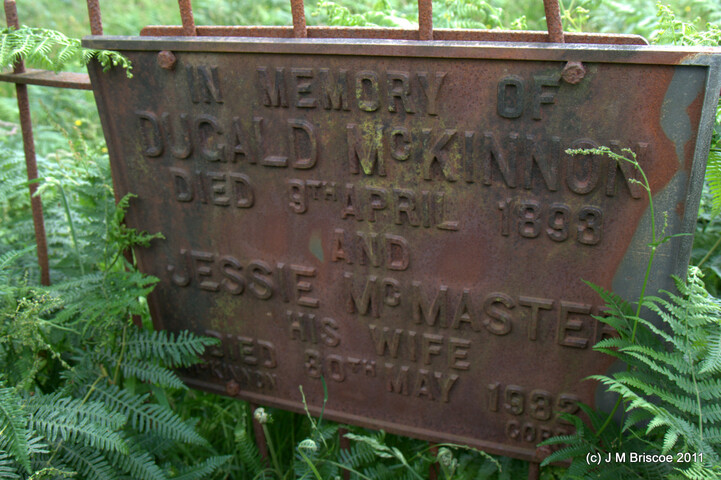 IN MEMORY OF
DUGALD McKINNON
DIED 9TH APRIL 1893
AND
JESSIE McMASTER
HIS WIFE
DIED 30TH MAY
(c) J M Briscoe 2011